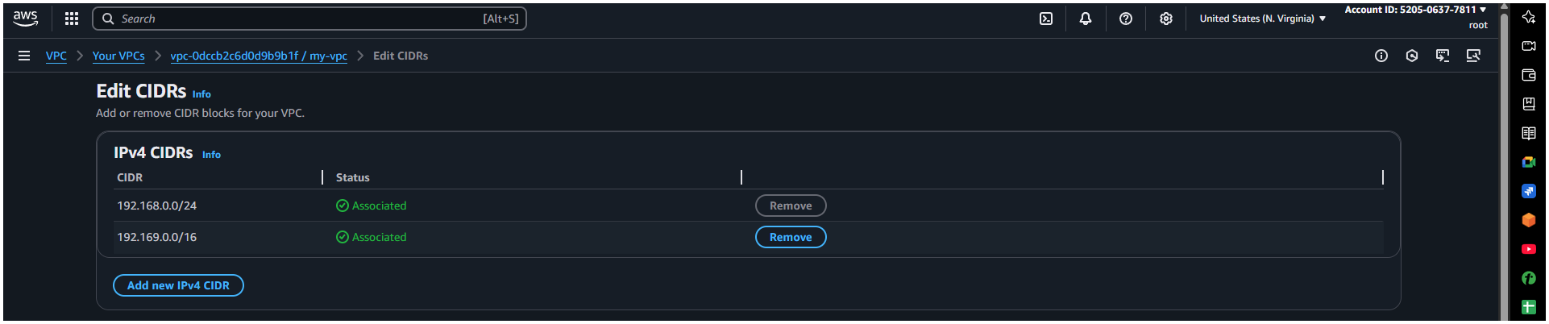 aws Search [Alt+S] United States (N. Virginia) ▼ Account ID: 5205-0637-7811 ▼
root
VPC > Your VPCs > vpc-0dccb2c6d0d9b9b1f / my-vpc > Edit CIDRs
Edit CIDRs Info
Add or remove CIDR blocks for your VPC.
IPv4 CIDRs Info
CIDR Status
192.168.0.0/24 Associated Remove
192.169.0.0/16 Associated Remove
Add new IPv4 CIDR